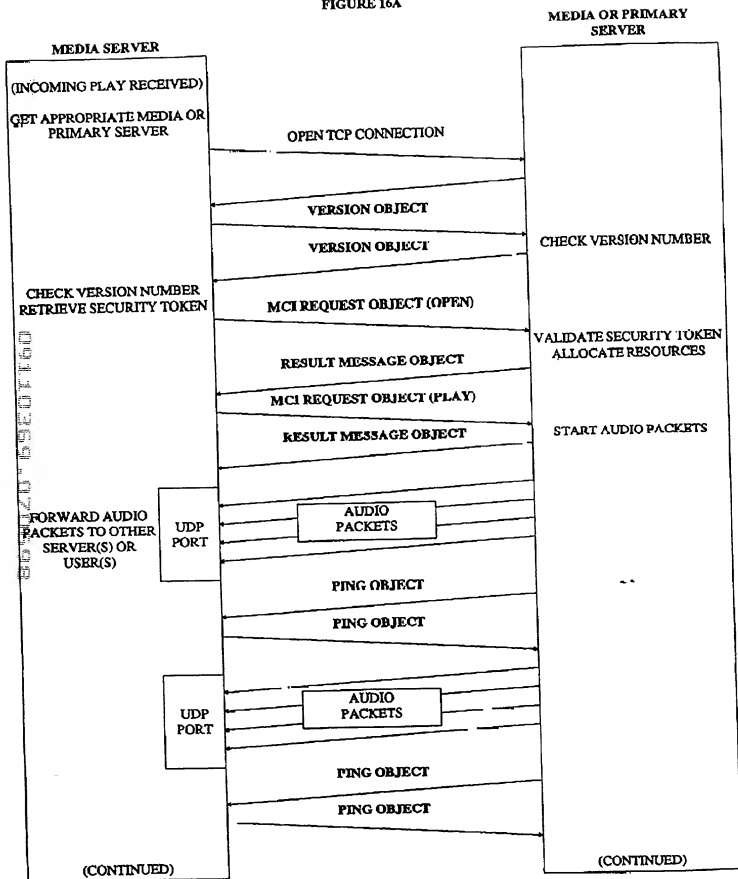 FIGURE 16A
MEDIA OR PRIMARY
SERVER
MEDIA SERVER
(INCOMING PLAY RECEIVED)
GET APPROPRIATE MEDIA OR
PRIMARY SERVER
OPEN TCP CONNECTION
VERSION OBJECT
VERSION OBJECT
CHECK VERSION NUMBER
CHECK VERSION NUMBER
RETRIEVE SECURITY TOKEN
MCI REQUEST OBJECT (OPEN)
VALIDATE SECURITY TOKEN
ALLOCATE RESOURCES
RESULT MESSAGE OBJECT
MCI REQUEST OBJECT (PLAY)
RESULT MESSAGE OBJECT
START AUDIO PACKETS
FORWARD AUDIO
PACKETS TO OTHER
SERVER(S) OR
USER(S)
UDP
PORT
AUDIO
PACKETS
PING OBJECT
PING OBJECT
UDP
PORT
AUDIO
PACKETS
PING OBJECT
PING OBJECT
(CONTINUED)
(CONTINUED)